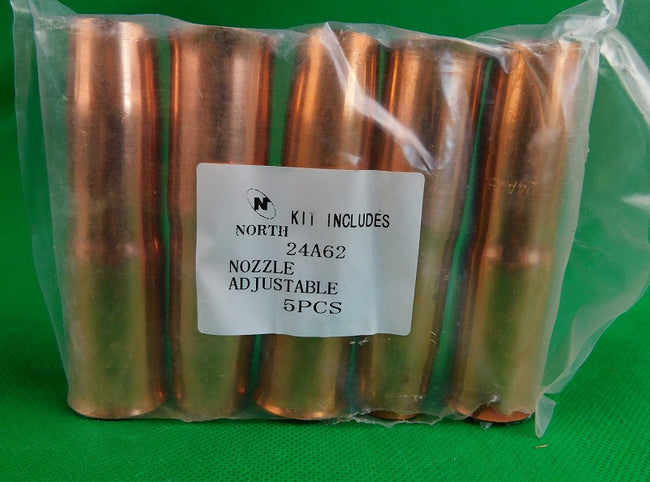 N
KIT INCLUDES
NORTH
24A62
NOZZLE
ADJUSTABLE
5PCS